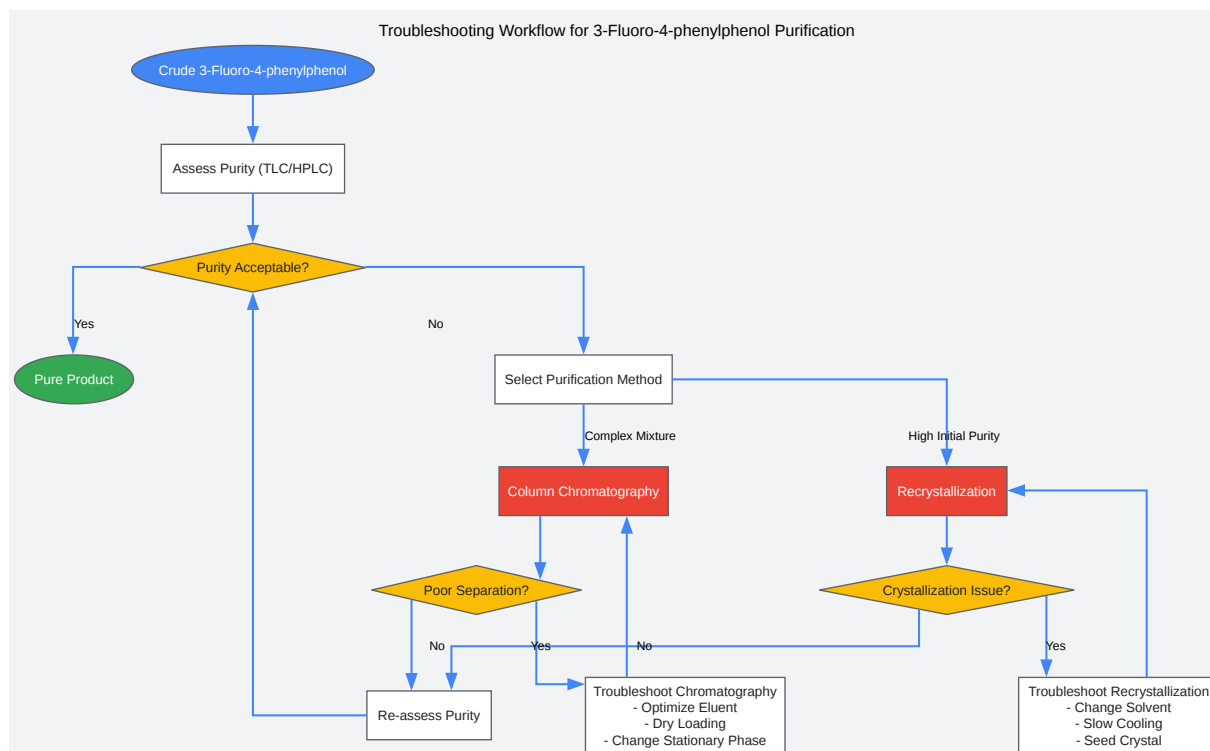 Troubleshooting Workflow for 3-Fluoro-4-phenylphenol Purification
Crude 3-Fluoro-4-phenylphenol
Assess Purity (TLC/HPLC)
Purity Acceptable?
Yes
No
Pure Product
Select Purification Method
Complex Mixture
High Initial Purity
Column Chromatography
Recrystallization
Poor Separation?
Crystallization Issue?
No
Yes
No
Yes
Re-assess Purity
Troubleshoot Chromatography
- Optimize Eluent
- Dry Loading
- Change Stationary Phase
Troubleshoot Recrystallization
- Change Solvent
- Slow Cooling
- Seed Crystal